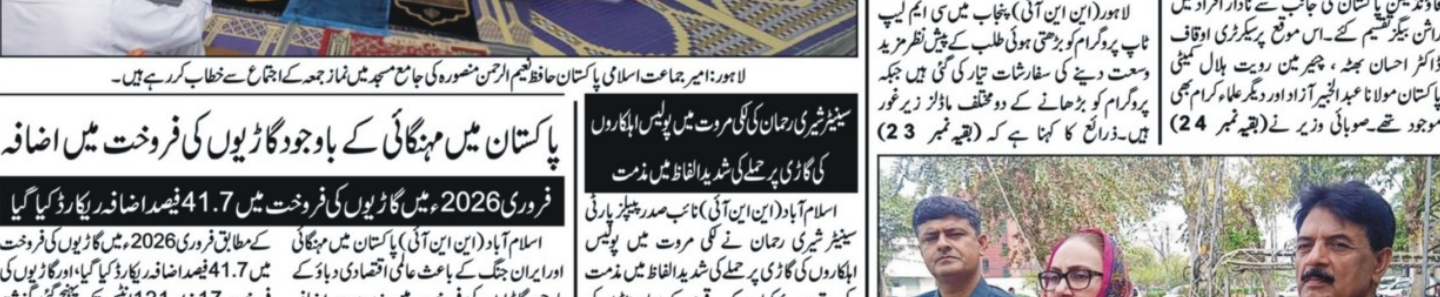 لاہور: امیر جماعت اسلامی پاکستان حافظ نعیم الرحمن منصورہ کی جامع مسجد میں نماز جمعہ کے اجتماع سے خطاب کر رہے ہیں۔
پاکستان میں مہنگائی کے باوجود گاڑیوں کی فروخت میں اضافہ
فروری 2026ء میں گاڑیوں کی فروخت میں 41.7 فیصد اضافہ ریکارڈ کیا گیا
اسلام آباد (این این آئی) پاکستان میں مہنگائی
اور ایران جنگ کے باعث عالمی اقتصادی دباؤ کے
کے مطابق فروری 2026ء میں گاڑیوں کی فروخت
میں 41.7 فیصد اضافہ ریکارڈ کیا گیا، اور گاڑیوں کی
سینیٹر شیری رحمان کی لکی مروت میں پولیس اہلکاروں
کی گاڑی پر حملے کی شدید الفاظ میں مذمت
اسلام آباد (این این آئی) نائب صدر پیپلز پارٹی
سینیٹر شیری رحمان نے لکی مروت میں پولیس
اہلکاروں کی گاڑی پر حملے کی شدید الفاظ میں مذمت
لاہور (این این آئی) پنجاب میں سی ایم لیپ
ٹاپ پروگرام کو بڑھتی ہوئی طلب کے پیش نظر مزید
وسعت دینے کی سفارشات تیار کی گئی ہیں جبکہ
پروگرام کو بڑھانے کے دو مختلف ماڈلز زیر غور
ہیں۔ ذرائع کا کہنا ہے کہ (بقیہ نمبر 23)
فاؤنڈیشن پاکستان کی جانب سے نادار افراد میں
راشن بیگز تقسیم کئے۔ اس موقع پر سیکرٹری اوقاف
ڈاکٹر احسان بھٹہ، چیئرمین رویت ہلال کمیٹی
پاکستان مولانا عبد الخبیر آزاد اور دیگر علماء کرام بھی
موجود تھے۔ صوبائی وزیر نے (بقیہ نمبر 24)